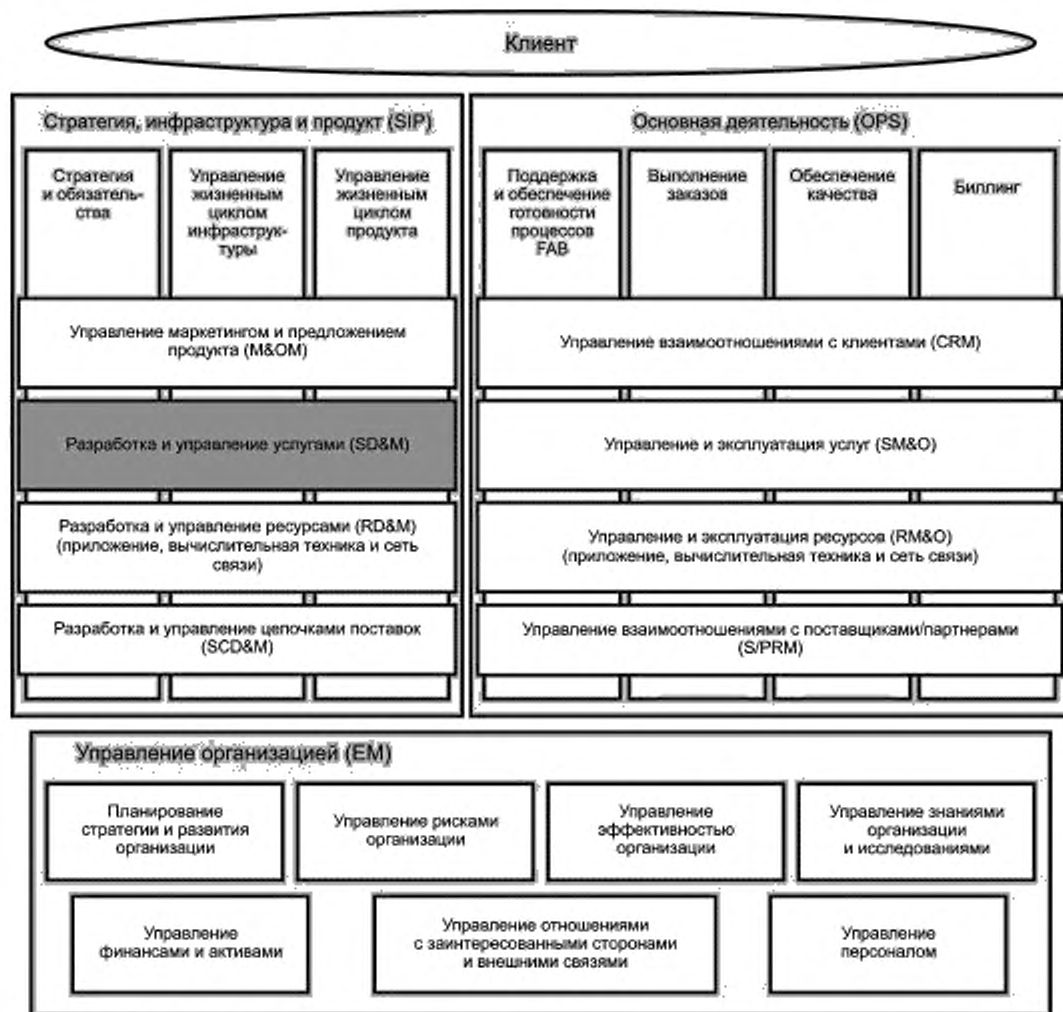 Клиент
Стратегия, инфраструктура и продукт (SIP)
Стратегия
и обязатель-
ства
Управление
жизненным
циклом
инфраструк-
туры
Управление
жизненным
циклом
продукта
Управление маркетингом и предложением
продукта (M&OM)
Разработка и управление услугами (SD&M)
Разработка и управление ресурсами (RD&M)
(приложение, вычислительная техника и сеть
связи)
Разработка и управление цепочками поставок
(SCD&M)
Основная деятельность (OPS)
Поддержка
и обеспечение
готовности
процессов
FAB
Выполнение
заказов
Обеспечение
качества
Биллинг
Управление взаимоотношениями с клиентами (CRM)
Управление и эксплуатация услуг (SM&O)
Управление и эксплуатация ресурсов (RM&O)
(приложение, вычислительная техника и сеть связи)
Управление взаимоотношениями с поставщиками/партнерами
(S/PRM)
Управление организацией (EM)
Планирование
стратегии и развития
организации
Управление рисками
организации
Управление
эффективностью
организации
Управление знаниями
организации
и исследованиями
Управление
финансами и активами
Управление отношениями
с заинтересованными сторонами
и внешними связями
Управление
персоналом